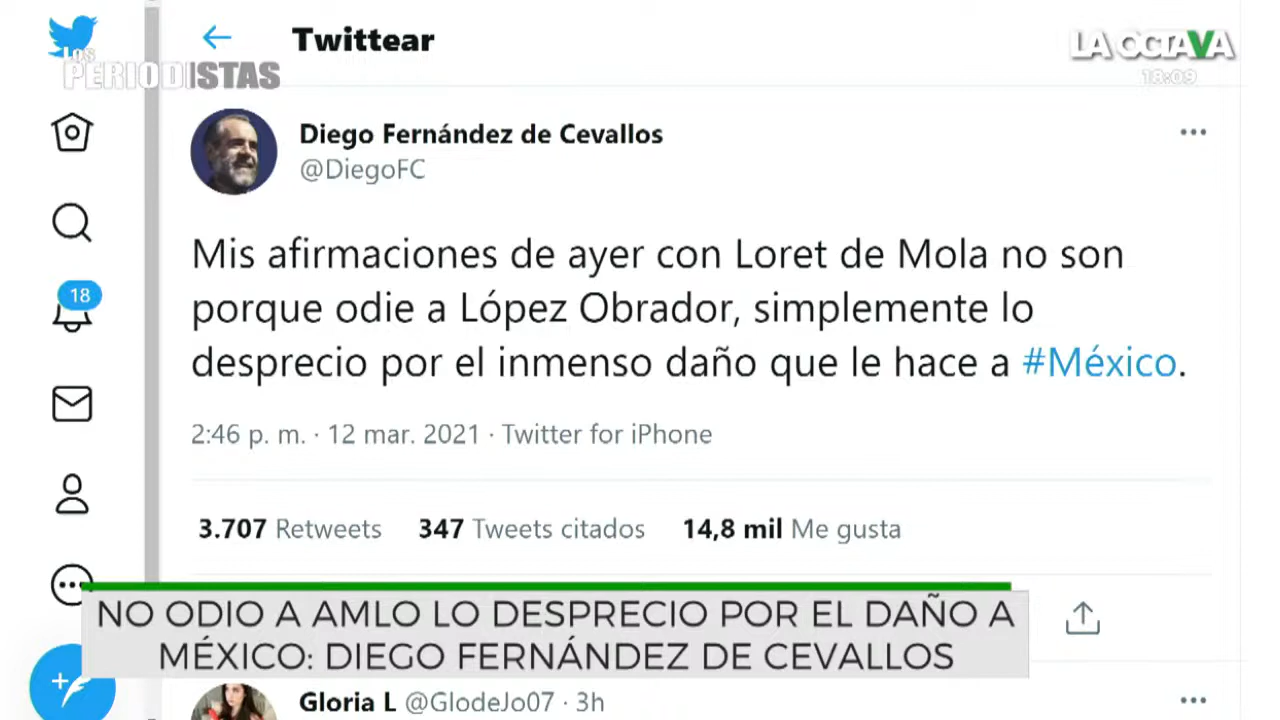 Twittear
LOS
PERIODISTAS
LA OCTAVA
18:09
Diego Fernández de Cevallos
@DiegoFC
Mis afirmaciones de ayer con Loret de Mola no son
porque odie a López Obrador, simplemente lo
desprecio por el inmenso daño que le hace a #México.
2:46 p. m. · 12 mar. 2021 · Twitter for iPhone
18
3.707 Retweets 347 Tweets citados 14,8 mil Me gusta
NO ODIO A AMLO LO DESPRECIO POR EL DAÑO A
MÉXICO: DIEGO FERNÁNDEZ DE CEVALLOS
Gloria L @GlodeJo07 · 3h